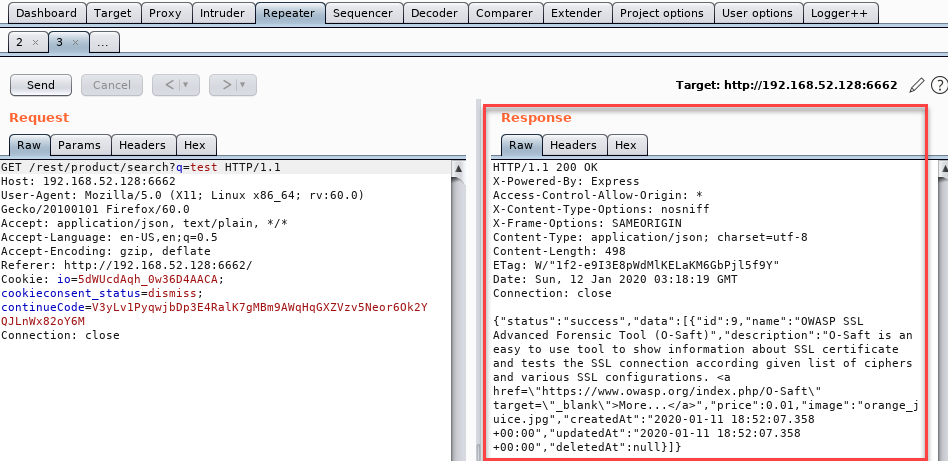 Dashboard Target Proxy Intruder Repeater Sequencer Decoder Comparer Extender Project options User options Logger++
2 × 3 × ...
Send Cancel < | ▾ > | ▾ Target: http://192.168.52.128:6662 ?
Request
Raw Params Headers Hex
GET /rest/product/search?q=test HTTP/1.1
Host: 192.168.52.128:6662
User-Agent: Mozilla/5.0 (X11; Linux x86_64; rv:60.0)
Gecko/20100101 Firefox/60.0
Accept: application/json, text/plain, */*
Accept-Language: en-US,en;q=0.5
Accept-Encoding: gzip, deflate
Referer: http://192.168.52.128:6662/
Cookie: io=5dWUcdAqh_0w36D4AACA;
cookieconsent_status=dismiss;
continueCode=V3yLv1PyqwjbDp3E4RalK7gMBm9AWqHqGXZVzv5Neor6Ok2Y
QJLnWx82oY6M
Connection: close
Response
Raw Headers Hex
HTTP/1.1 200 OK
X-Powered-By: Express
Access-Control-Allow-Origin: *
X-Content-Type-Options: nosniff
X-Frame-Options: SAMEORIGIN
Content-Type: application/json; charset=utf-8
Content-Length: 498
ETag: W/"1f2-e9I3E8pWdMlKELaKM6GbPjl5f9Y"
Date: Sun, 12 Jan 2020 03:18:19 GMT
Connection: close
{"status":"success","data":[{"id":9,"name":"OWASP SSL
Advanced Forensic Tool (O-Saft)","description":"O-Saft is an
easy to use tool to show information about SSL certificate
and tests the SSL connection according given list of ciphers
and various SSL configurations. <a
href=\"https://www.owasp.org/index.php/O-Saft\"
target=\"_blank\">More...</a>","price":0.01,"image":"orange_j
uice.jpg","createdAt":"2020-01-11 18:52:07.358
+00:00","updatedAt":"2020-01-11 18:52:07.358
+00:00","deletedAt":null}]}